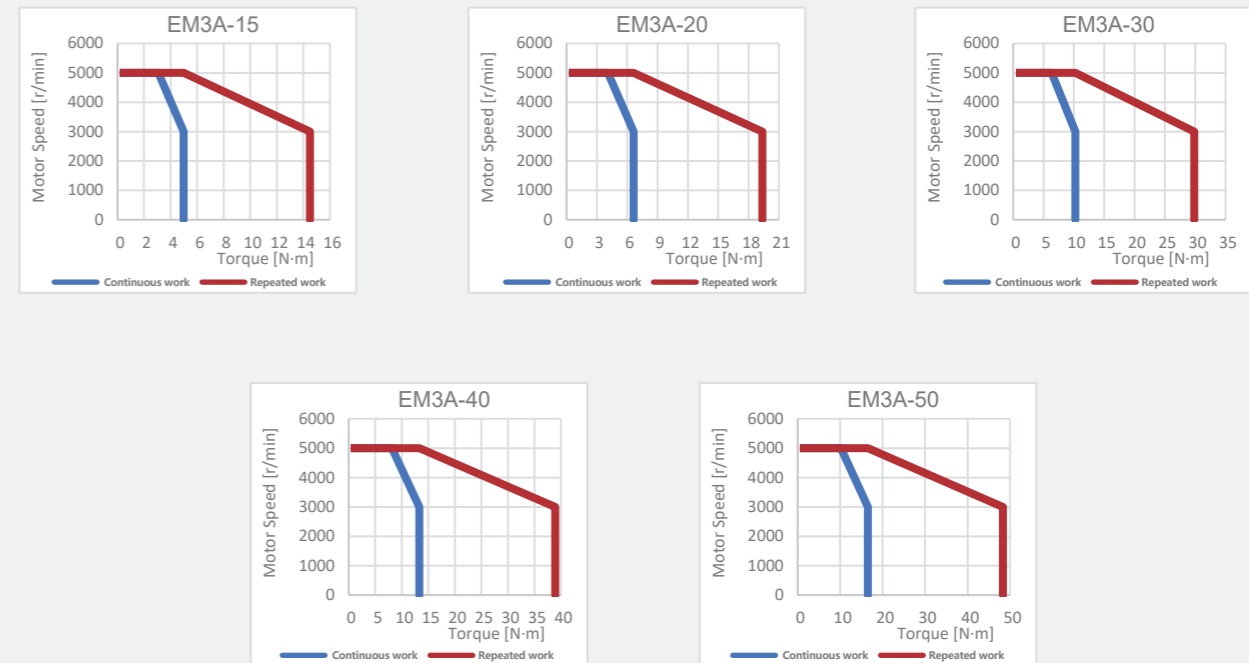 EM3A-15
Motor Speed [r/min]
6000
5000
4000
3000
2000
1000
0
0 2 4 6 8 10 12 14 16
Torque [N·m]
Continuous work Repeated work
EM3A-20
Motor Speed [r/min]
6000
5000
4000
3000
2000
1000
0
0 3 6 9 12 15 18 21
Torque [N·m]
Continuous work Repeated work
EM3A-30
Motor Speed [r/min]
6000
5000
4000
3000
2000
1000
0
0 5 10 15 20 25 30 35
Torque [N·m]
Continuous work Repeated work
EM3A-40
Motor Speed [r/min]
6000
5000
4000
3000
2000
1000
0
0 5 10 15 20 25 30 35 40
Torque [N·m]
Continuous work Repeated work
EM3A-50
Motor Speed [r/min]
6000
5000
4000
3000
2000
1000
0
0 10 20 30 40 50
Torque [N·m]
Continuous work Repeated work